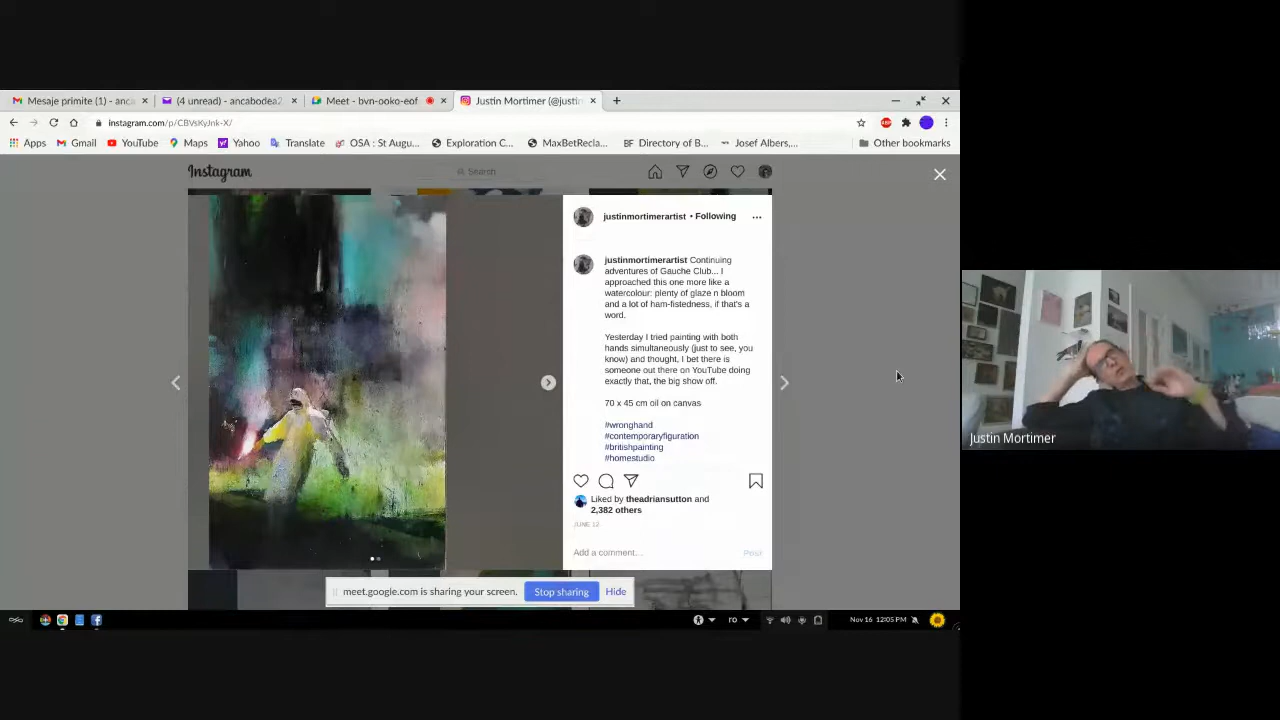 Mesaje primite (1) - anca
(4 unread) - ancabodea2
Meet - bvn-ooko-eof
Justin Mortimer (@justin
instagram.com/p/CBVsKyJnk-X/
Apps
Gmail
YouTube
Maps
Yahoo
Translate
OSA : St Augu...
Exploration C...
MaxBetRecla...
BF Directory of B...
Josef Albers,...
Other bookmarks
Instagram
Search
justinmortimerartist • Following
justinmortimerartist Continuing
adventures of Gauche Club... I
approached this one more like a
watercolour: plenty of glaze n bloom
and a lot of ham-fistedness, if that's a
word.
Yesterday I tried painting with both
hands simultaneously (just to see, you
know) and thought, I bet there is
someone out there on YouTube doing
exactly that, the big show off.
70 x 45 cm oil on canvas
#wronghand
#contemporaryfiguration
#britishpainting
#homestudio
Liked by theadriansutton and
2,382 others
JUNE 12
Add a comment...
Post
Justin Mortimer
meet.google.com is sharing your screen.
Stop sharing
Hide
ro
Nov 16 12:05 PM